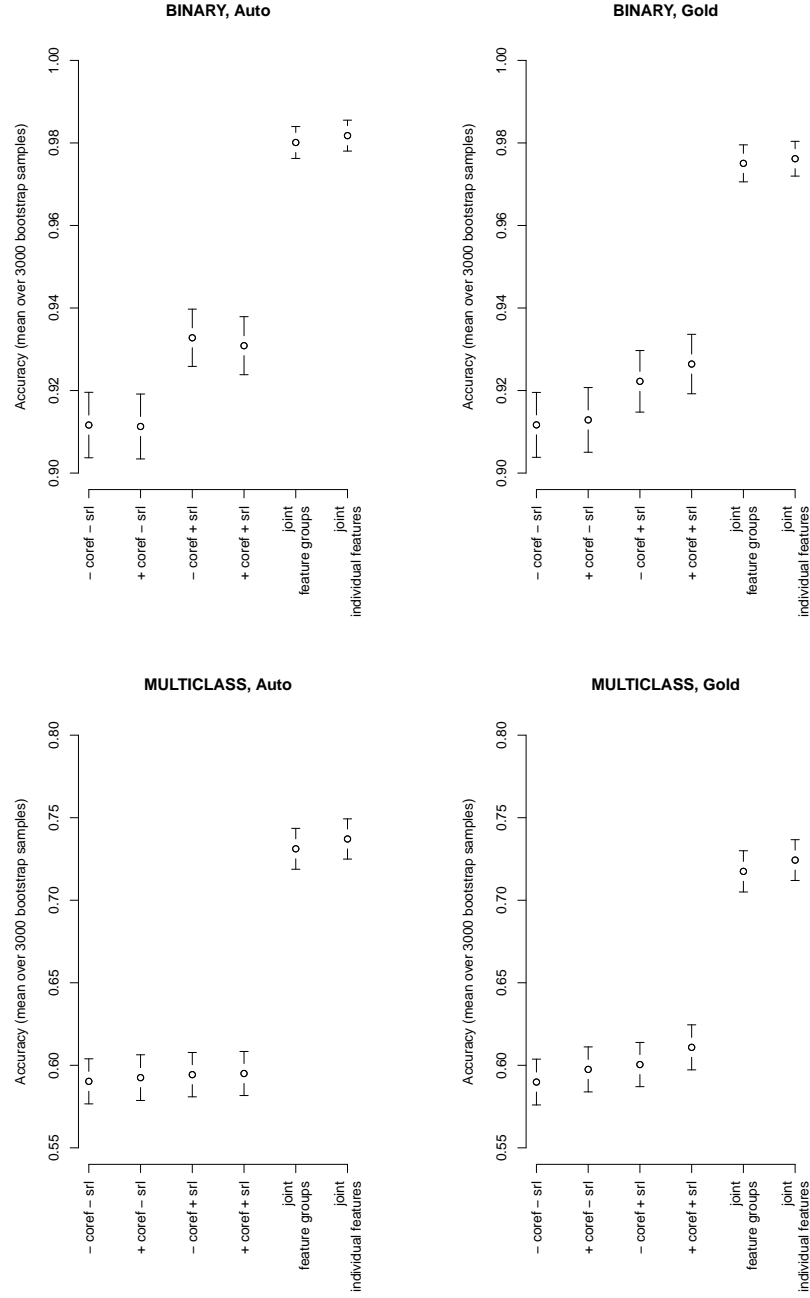 BINARY, Auto
Accuracy (mean over 3000 bootstrap samples)
1.00
0.98
0.96
0.94
0.92
0.90
− coref − srl
+ coref − srl
− coref + srl
+ coref + srl
joint
feature groups
joint
individual features
BINARY, Gold
Accuracy (mean over 3000 bootstrap samples)
1.00
0.98
0.96
0.94
0.92
0.90
− coref − srl
+ coref − srl
− coref + srl
+ coref + srl
joint
feature groups
joint
individual features
MULTICLASS, Auto
Accuracy (mean over 3000 bootstrap samples)
0.80
0.75
0.70
0.65
0.60
0.55
− coref − srl
+ coref − srl
− coref + srl
+ coref + srl
joint
feature groups
joint
individual features
MULTICLASS, Gold
Accuracy (mean over 3000 bootstrap samples)
0.80
0.75
0.70
0.65
0.60
0.55
− coref − srl
+ coref − srl
− coref + srl
+ coref + srl
joint
feature groups
joint
individual features